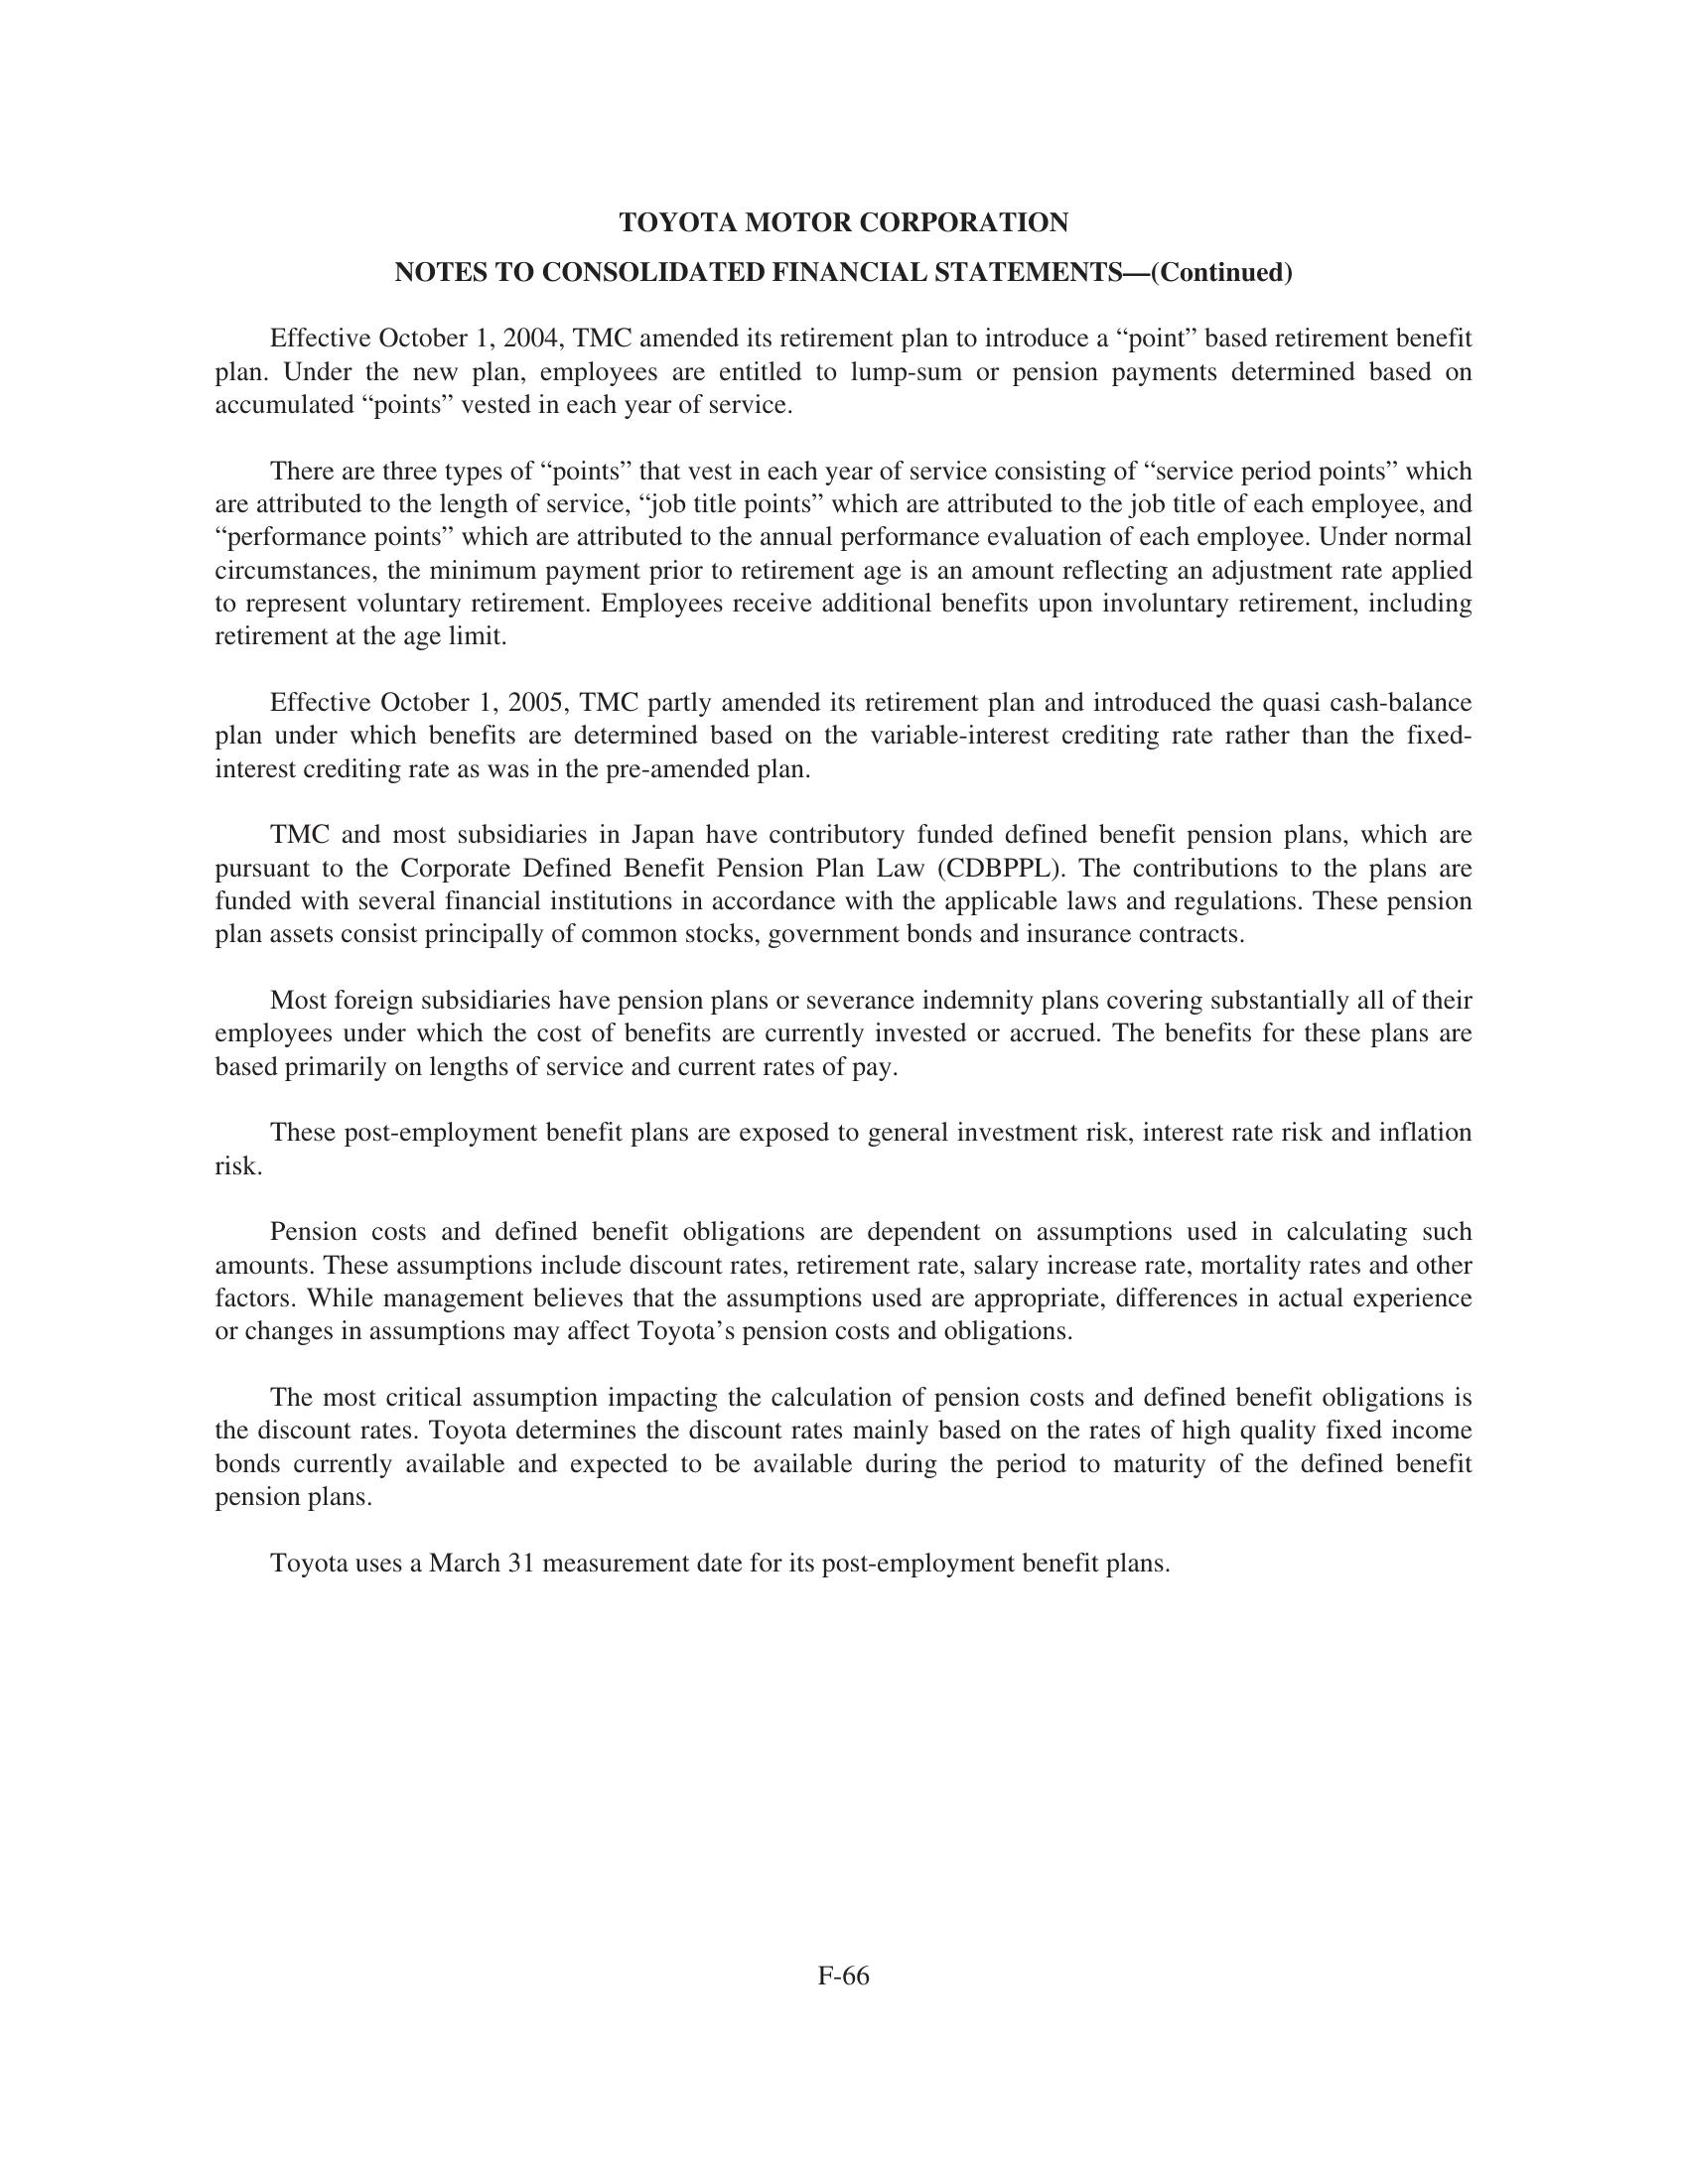 TOYOTA MOTOR CORPORATION
NOTES TO CONSOLIDATED FINANCIAL STATEMENTS—(Continued)
Effective October 1, 2004, TMC amended its retirement plan to introduce a “point” based retirement benefit
plan. Under the new plan, employees are entitled to lump-sum or pension payments determined based on
accumulated “points” vested in each year of service.
There are three types of “points” that vest in each year of service consisting of “service period points” which
are attributed to the length of service, “job title points” which are attributed to the job title of each employee, and
“performance points” which are attributed to the annual performance evaluation of each employee. Under normal
circumstances, the minimum payment prior to retirement age is an amount reflecting an adjustment rate applied
to represent voluntary retirement. Employees receive additional benefits upon involuntary retirement, including
retirement at the age limit.
Effective October 1, 2005, TMC partly amended its retirement plan and introduced the quasi cash-balance
plan under which benefits are determined based on the variable-interest crediting rate rather than the fixed-
interest crediting rate as was in the pre-amended plan.
TMC and most subsidiaries in Japan have contributory funded defined benefit pension plans, which are
pursuant to the Corporate Defined Benefit Pension Plan Law (CDBPPL). The contributions to the plans are
funded with several financial institutions in accordance with the applicable laws and regulations. These pension
plan assets consist principally of common stocks, government bonds and insurance contracts.
Most foreign subsidiaries have pension plans or severance indemnity plans covering substantially all of their
employees under which the cost of benefits are currently invested or accrued. The benefits for these plans are
based primarily on lengths of service and current rates of pay.
These post-employment benefit plans are exposed to general investment risk, interest rate risk and inflation
risk.
Pension costs and defined benefit obligations are dependent on assumptions used in calculating such
amounts. These assumptions include discount rates, retirement rate, salary increase rate, mortality rates and other
factors. While management believes that the assumptions used are appropriate, differences in actual experience
or changes in assumptions may affect Toyota’s pension costs and obligations.
The most critical assumption impacting the calculation of pension costs and defined benefit obligations is
the discount rates. Toyota determines the discount rates mainly based on the rates of high quality fixed income
bonds currently available and expected to be available during the period to maturity of the defined benefit
pension plans.
Toyota uses a March 31 measurement date for its post-employment benefit plans.
F-66